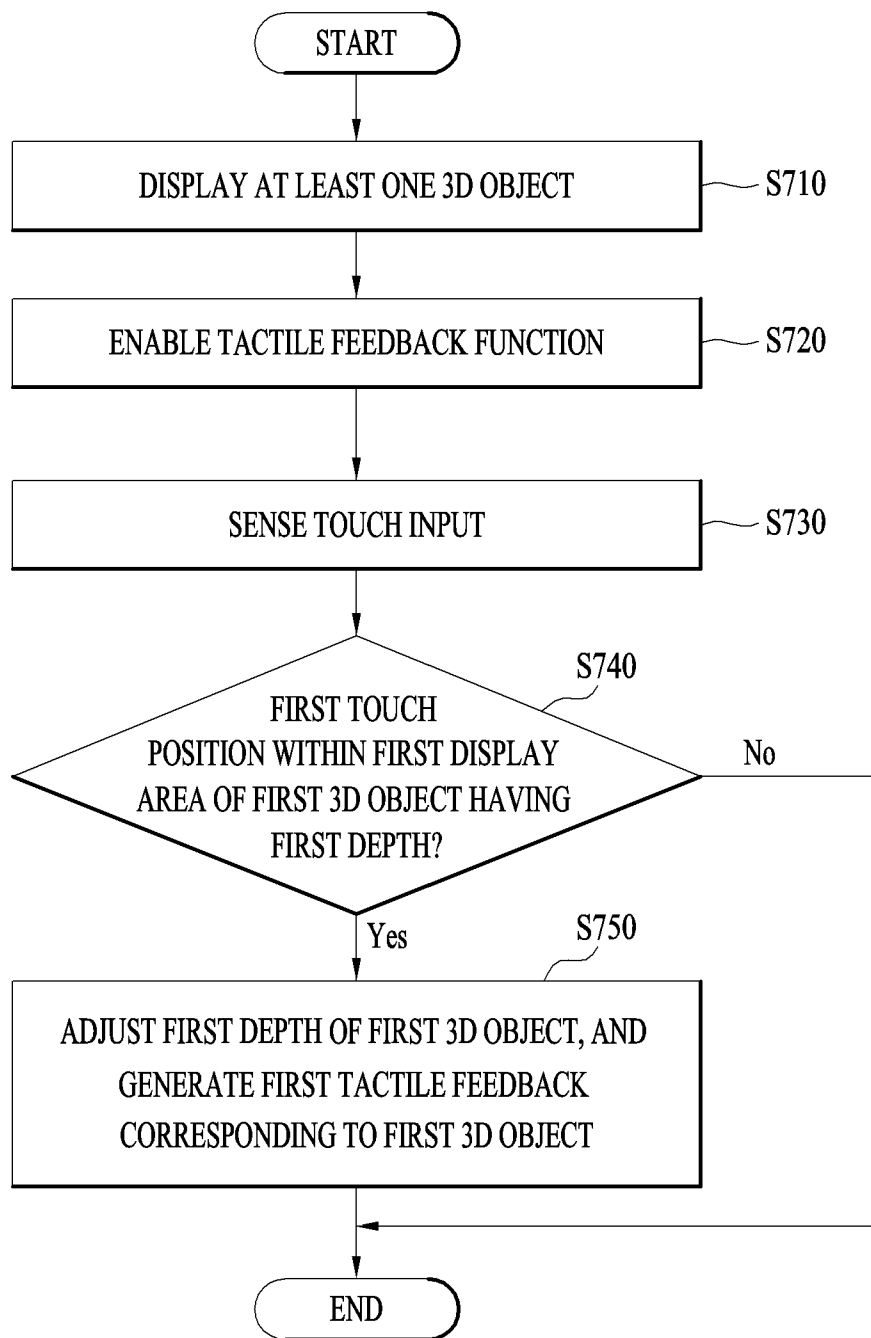 START
DISPLAY AT LEAST ONE 3D OBJECT
S710
ENABLE TACTILE FEEDBACK FUNCTION
S720
SENSE TOUCH INPUT
S730
S740
FIRST TOUCH
POSITION WITHIN FIRST DISPLAY
AREA OF FIRST 3D OBJECT HAVING
FIRST DEPTH?
No
Yes
S750
ADJUST FIRST DEPTH OF FIRST 3D OBJECT, AND
GENERATE FIRST TACTILE FEEDBACK
CORRESPONDING TO FIRST 3D OBJECT
END